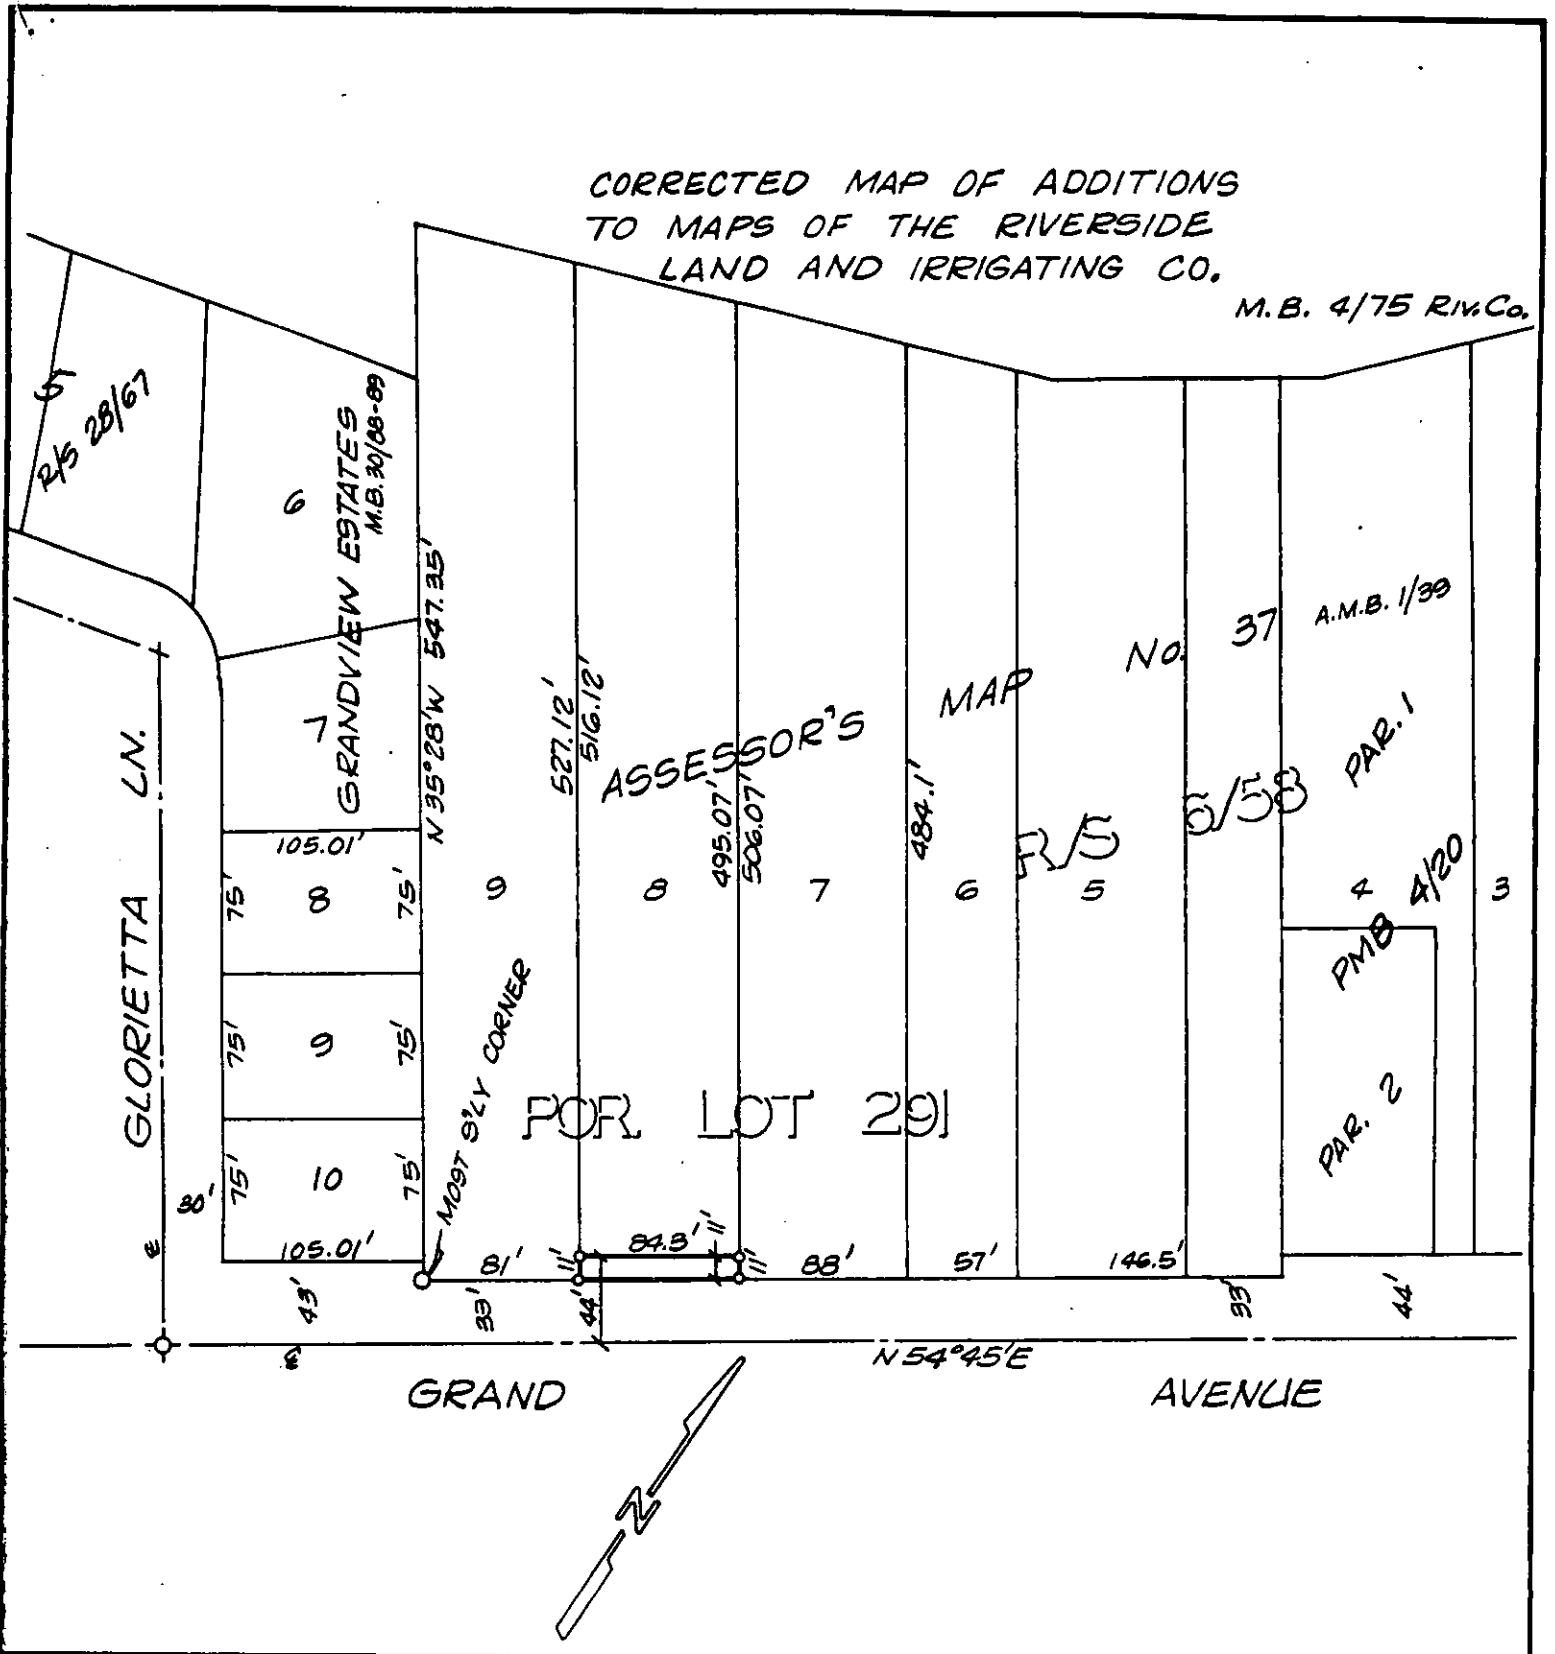 CORRECTED MAP OF ADDITIONS
TO MAPS OF THE RIVERSIDE
LAND AND IRRIGATING CO.
M.B. 4/75 RIV. CO.
5
R/S 28/67
6
GRANDVIEW ESTATES
M.B. 30/88-89
7
N 35°28'W 547.35'
527.12'
516.12'
ASSESSOR'S MAP NO. 37
A.M.B. 1/39
495.07'
506.07'
484.1'
R/S 6/58
PAR. 1
PMB 4/20
GLORIETTA LN.
105.01'
75'
8
75'
9
8
7
6
5
4
3
75'
9
75'
MOST S'LY CORNER
POR. LOT 291
PAR. 2
30'
75'
10
75'
105.01'
43'
81'
11'
84.3'
11'
11'
88'
57'
146.5'
33'
44'
33'
44'
N 54°45'E
GRAND AVENUE
N